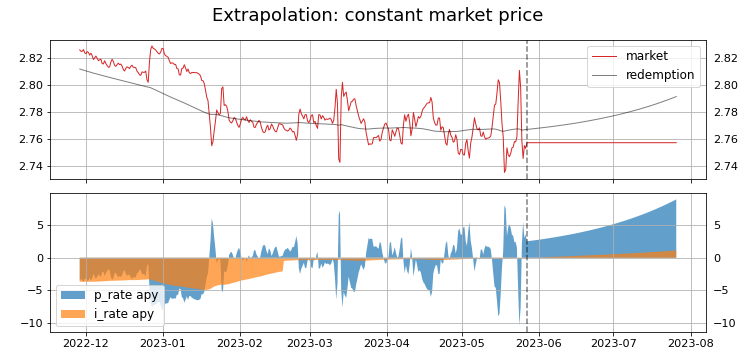 Extrapolation: constant market price
2.82 2.82
2.80 2.80
2.78 2.78
2.76 2.76
2.74 2.74
market
redemption
5 5
0 0
−5 −5
−10 −10
p_rate apy
i_rate apy
2022-12 2023-01 2023-02 2023-03 2023-04 2023-05 2023-06 2023-07 2023-08